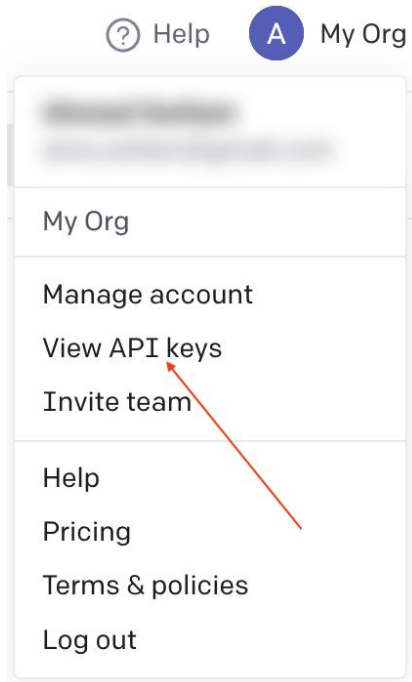 ? Help A My Org
My Org
Manage account
View API keys
Invite team
Help
Pricing
Terms & policies
Log out